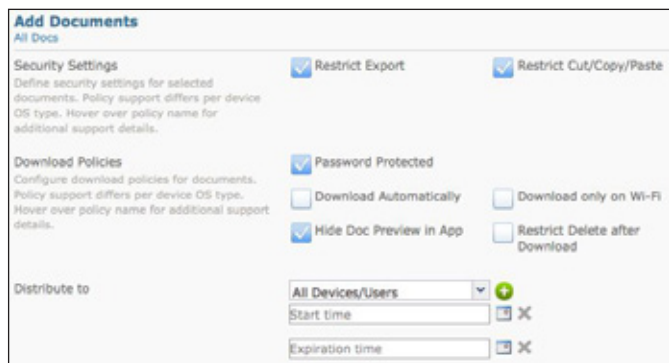 Add Documents
All Docs
Security Settings
Define security settings for selected
documents. Policy support differs per device
OS type. Hover over policy name for
additional support details.
Restrict Export
Restrict Cut/Copy/Paste
Download Policies
Configure download policies for documents.
Policy support differs per device OS type.
Hover over policy name for additional support
details.
Password Protected
Download Automatically
Download only on Wi-Fi
Hide Doc Preview in App
Restrict Delete after
Download
Distribute to
All Devices/Users
Start time
Expiration time